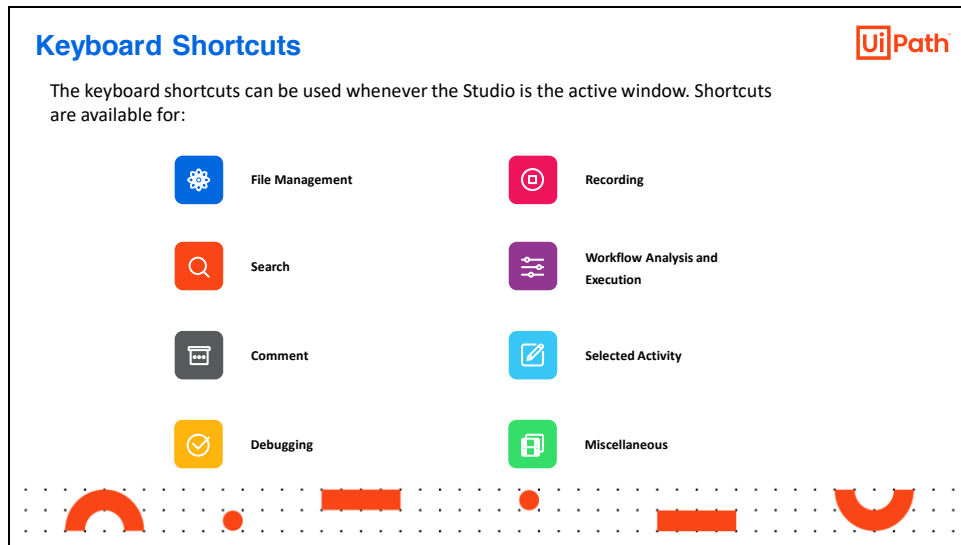 Keyboard Shortcuts
UiPath
The keyboard shortcuts can be used whenever the Studio is the active window. Shortcuts
are available for:
File Management
Recording
Search
Workflow Analysis and
Execution
Comment
Selected Activity
Debugging
Miscellaneous